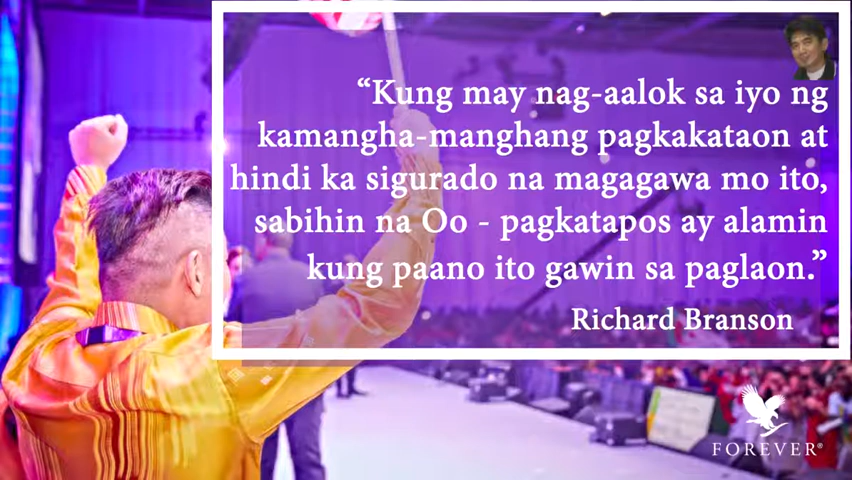 “Kung may nag-aalok sa iyo ng
kamangha-manghang pagkakataon at
hindi ka sigurado na magagawa mo ito,
sabihin na Oo - pagkatapos ay alamin
kung paano ito gawin sa paglaon.”
Richard Branson
FOREVER®